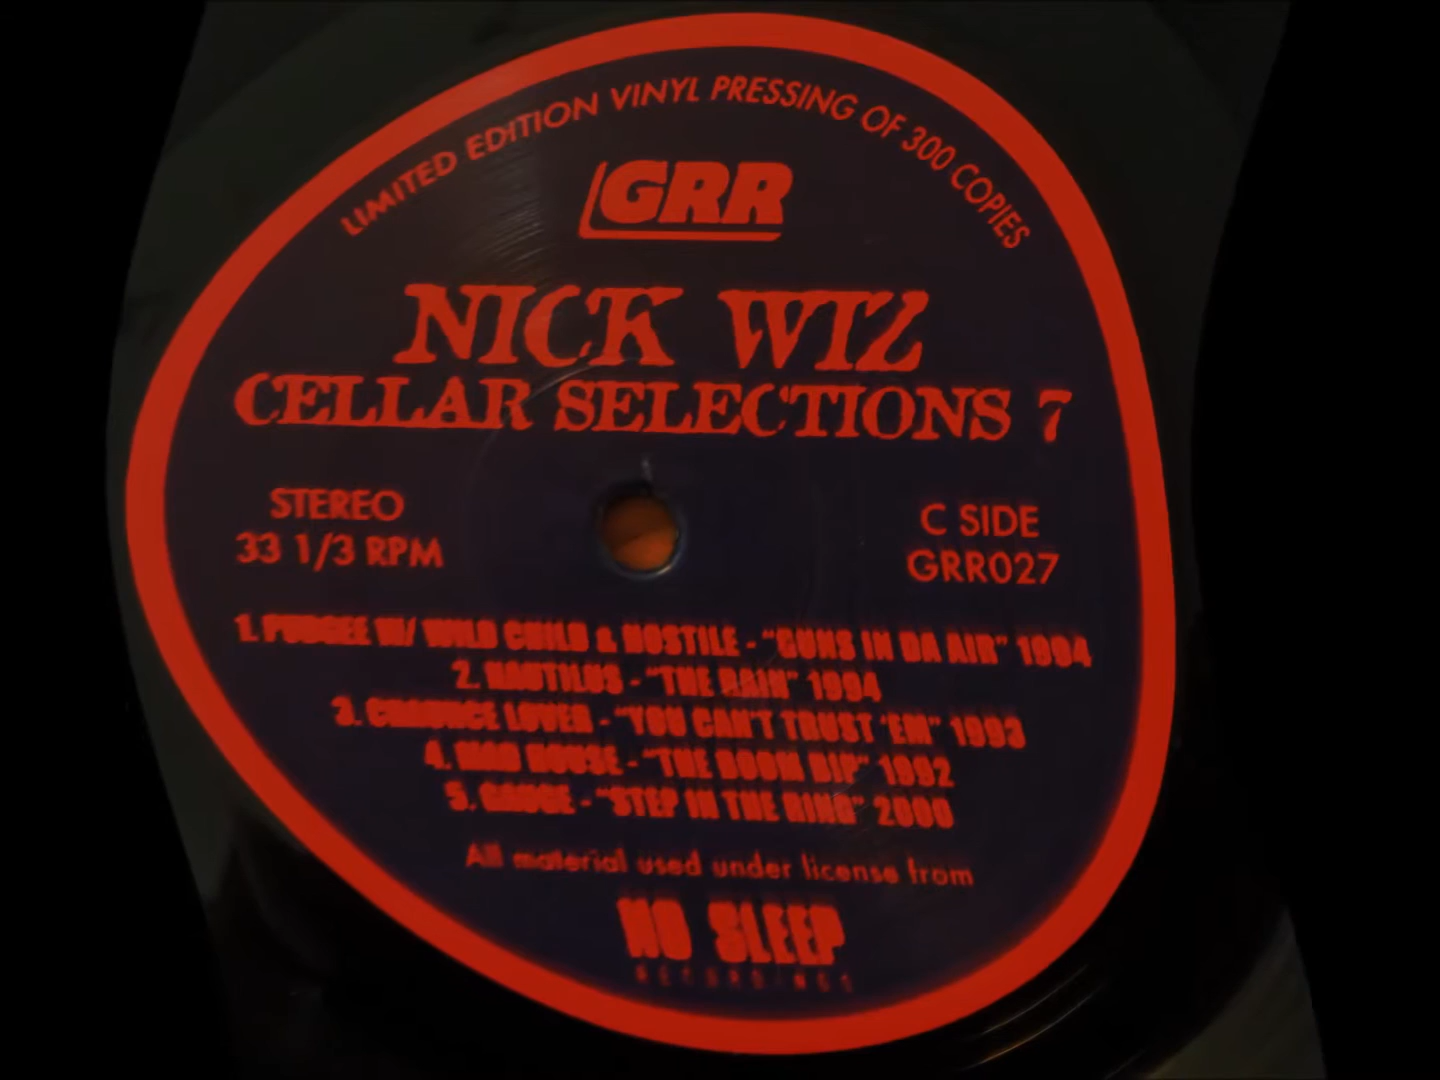 LIMITED EDITION VINYL PRESSING OF 300 COPIES
GRR
NICK WIZ
CELLAR SELECTIONS 7
STEREO
33 1/3 RPM
C SIDE
GRR027
1. PUDGEE W/ WILD CHILD & HOSTILE - "GUNS IN DA AIR" 1994
2. NAUTILUS - "THE RAIN" 1994
3. CHAUNCE LOVER - "YOU CAN'T TRUST 'EM" 1993
4. MAD HOUSE - "THE BOOM DIP" 1992
5. GAUGE - "STEP IN THE RING" 2000
All material used under license from
NO SLEEP
RECORDINGS